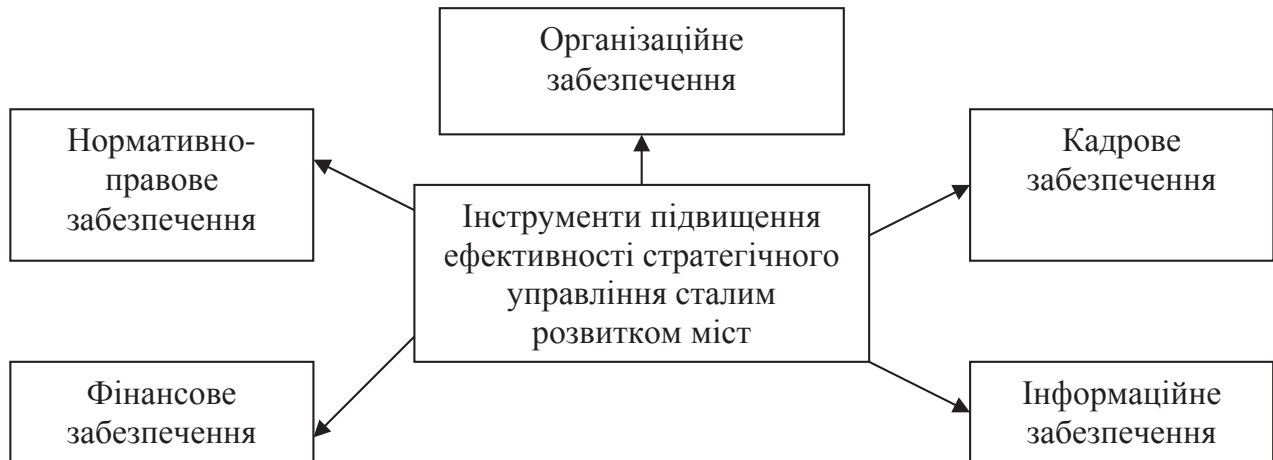 Організаційне
забезпечення
Нормативно-
правове
забезпечення
Кадрове
забезпечення
Інструменти підвищення
ефективності стратегічного
управління сталим
розвитком міст
Фінансове
забезпечення
Інформаційне
забезпечення